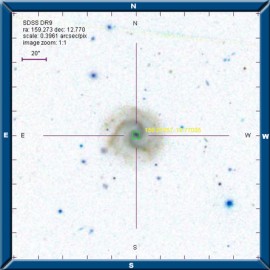 N
SDSS DR9
ra: 159.273 dec: 12.770
scale: 0.3961 arcsec/pix
image zoom: 1:1
20"
N
E
E
W
W
S
S